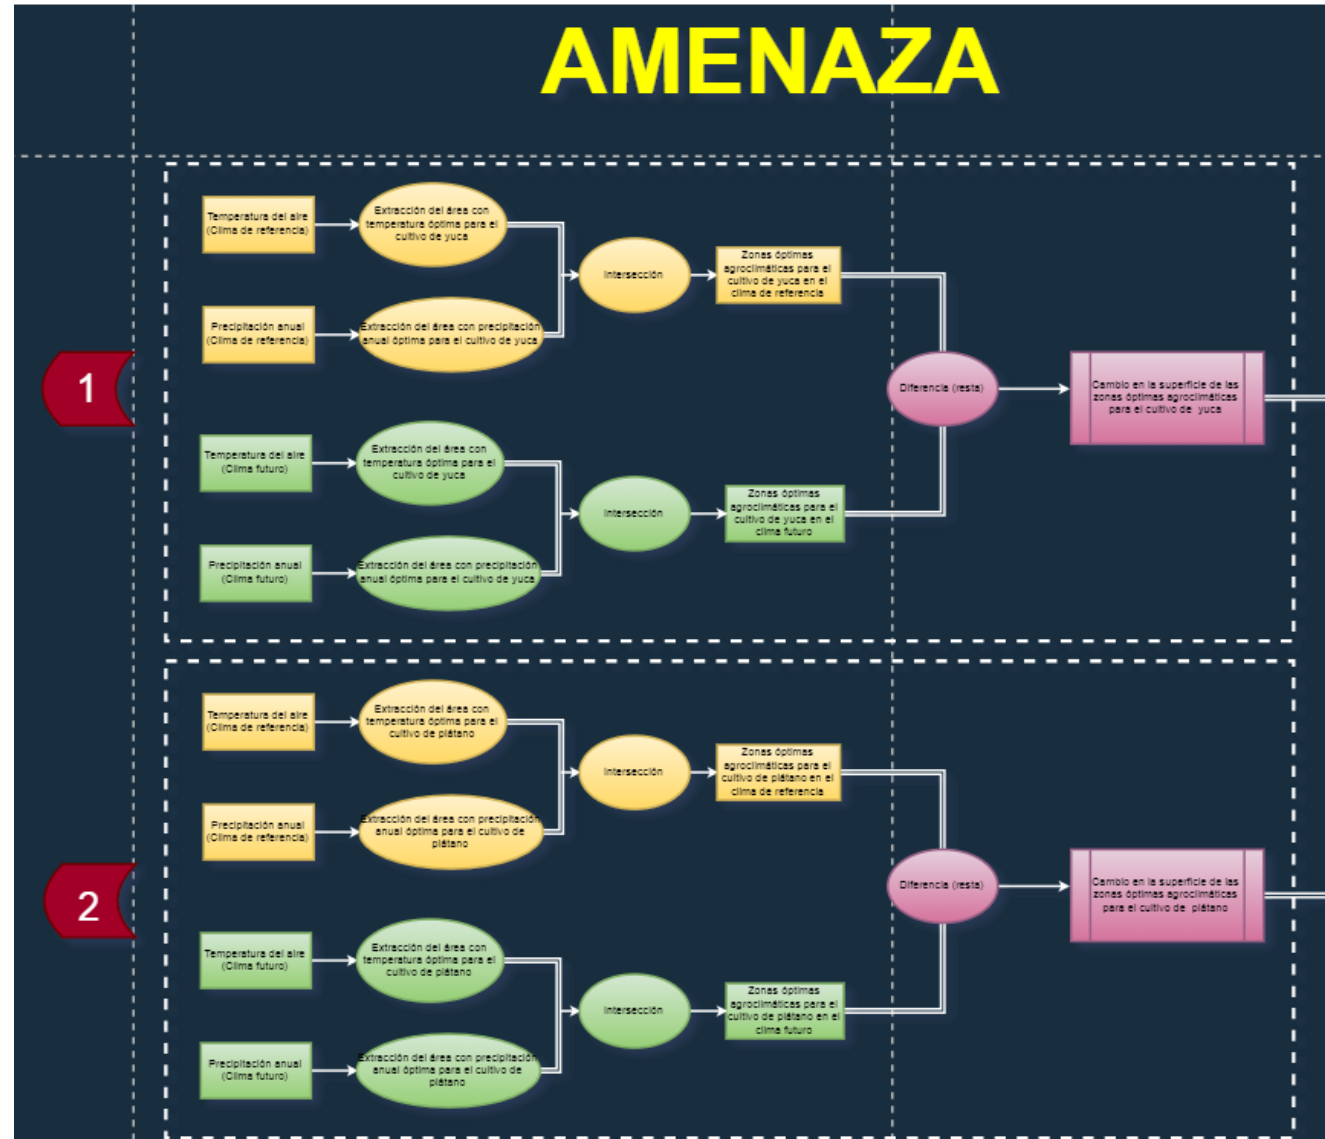 AMENAZA
1
Temperatura del aire
(Clima de referencia)
Extracción del área con
temperatura óptima para el
cultivo de yuca
Precipitación anual
(Clima de referencia)
Extracción del área con precipitación
anual óptima para el cultivo de yuca
Intersección
Zonas óptimas
agroclimáticas para el
cultivo de yuca en el
clima de referencia
Temperatura del aire
(Clima futuro)
Extracción del área con
temperatura óptima para el
cultivo de yuca
Precipitación anual
(Clima futuro)
Extracción del área con precipitación
anual óptima para el cultivo de yuca
Intersección
Zonas óptimas
agroclimáticas para el
cultivo de yuca en el
clima futuro
Diferencia (resta)
Cambio en la superficie de las
zonas óptimas agroclimáticas
para el cultivo de yuca
2
Temperatura del aire
(Clima de referencia)
Extracción del área con
temperatura óptima para el
cultivo de plátano
Precipitación anual
(Clima de referencia)
Extracción del área con precipitación
anual óptima para el cultivo de
plátano
Intersección
Zonas óptimas
agroclimáticas para el
cultivo de plátano en el
clima de referencia
Temperatura del aire
(Clima futuro)
Extracción del área con
temperatura óptima para el
cultivo de plátano
Precipitación anual
(Clima futuro)
Extracción del área con precipitación
anual óptima para el cultivo de
plátano
Intersección
Zonas óptimas
agroclimáticas para el
cultivo de plátano en el
clima futuro
Diferencia (resta)
Cambio en la superficie de las
zonas óptimas agroclimáticas
para el cultivo de plátano